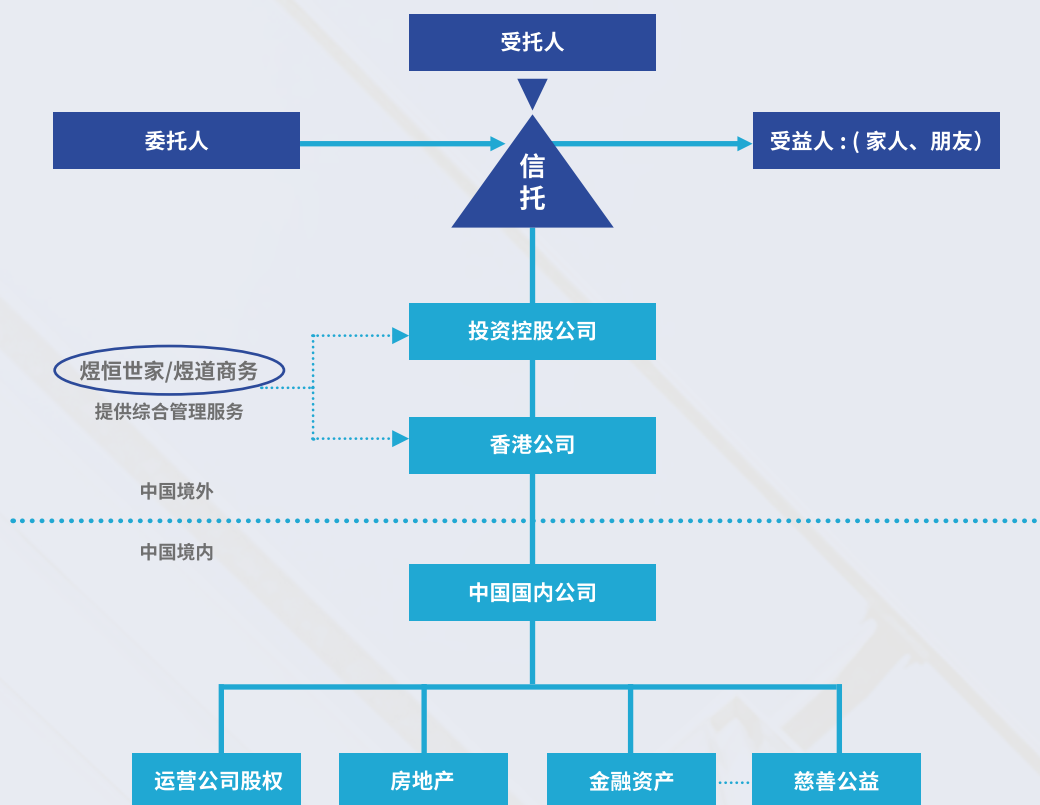 受托人
委托人
信
托
受益人 : ( 家人、朋友）
投资控股公司
煜恒世家/煜道商务
提供综合管理服务
香港公司
中国境外
中国境内
中国国内公司
运营公司股权
房地产
金融资产
慈善公益